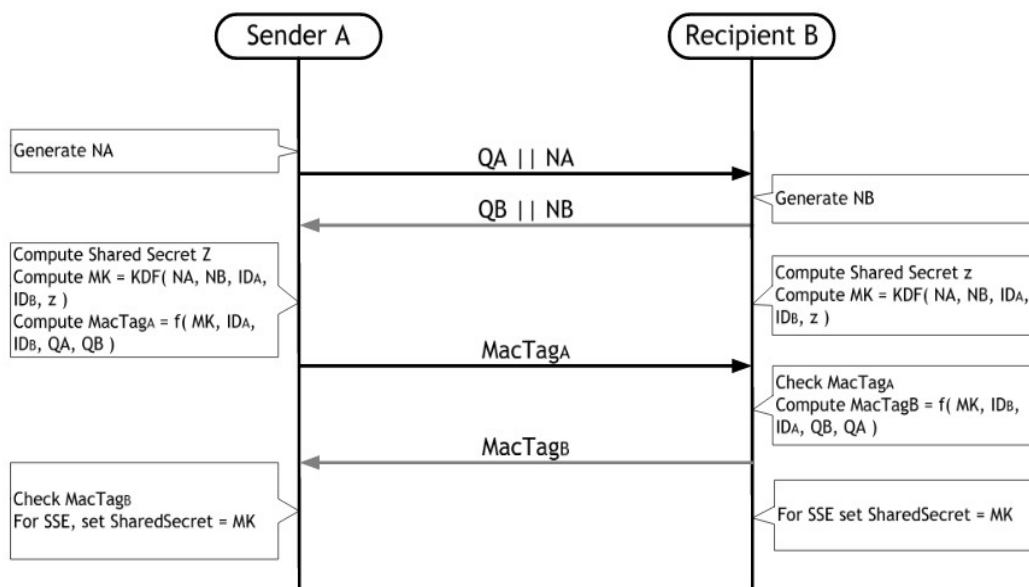 Sender A
Recipient B
Generate NA
QA || NA
Generate NB
QB || NB
Compute Shared Secret Z
Compute MK = KDF( NA, NB, IDA,
IDB, z )
Compute MacTagA = f( MK, IDA,
IDB, QA, QB )
Compute Shared Secret z
Compute MK = KDF( NA, NB, IDA,
IDB, z )
MacTagA
Check MacTagA
Compute MacTagB = f( MK, IDB,
IDA, QB, QA )
MacTagB
Check MacTagB
For SSE, set SharedSecret = MK
For SSE set SharedSecret = MK